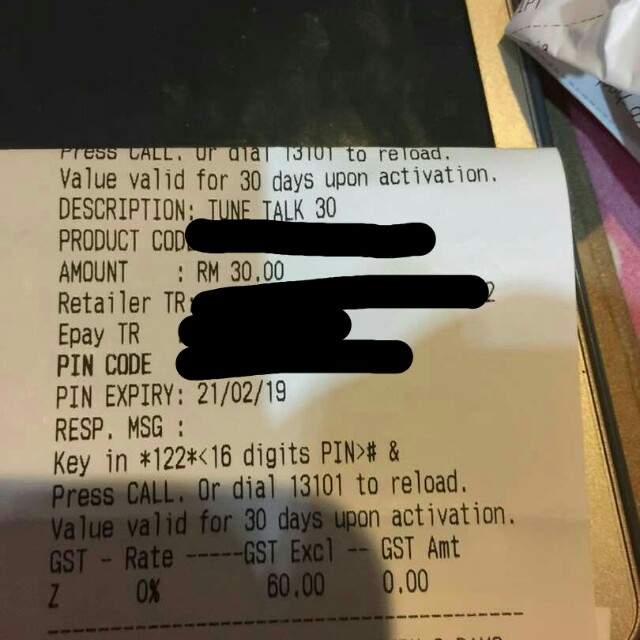 Press CALL. Or dial 13101 to reload.
Value valid for 30 days upon activation.
DESCRIPTION: TUNE TALK 30
PRODUCT COD
AMOUNT : RM 30.00
Retailer TR: 2
Epay TR
PIN CODE
PIN EXPIRY: 21/02/19
RESP. MSG :
Key in *122*<16 digits PIN># &
Press CALL. Or dial 13101 to reload.
Value valid for 30 days upon activation.
GST - Rate -----GST Excl -- GST Amt
Z 0% 60.00 0.00